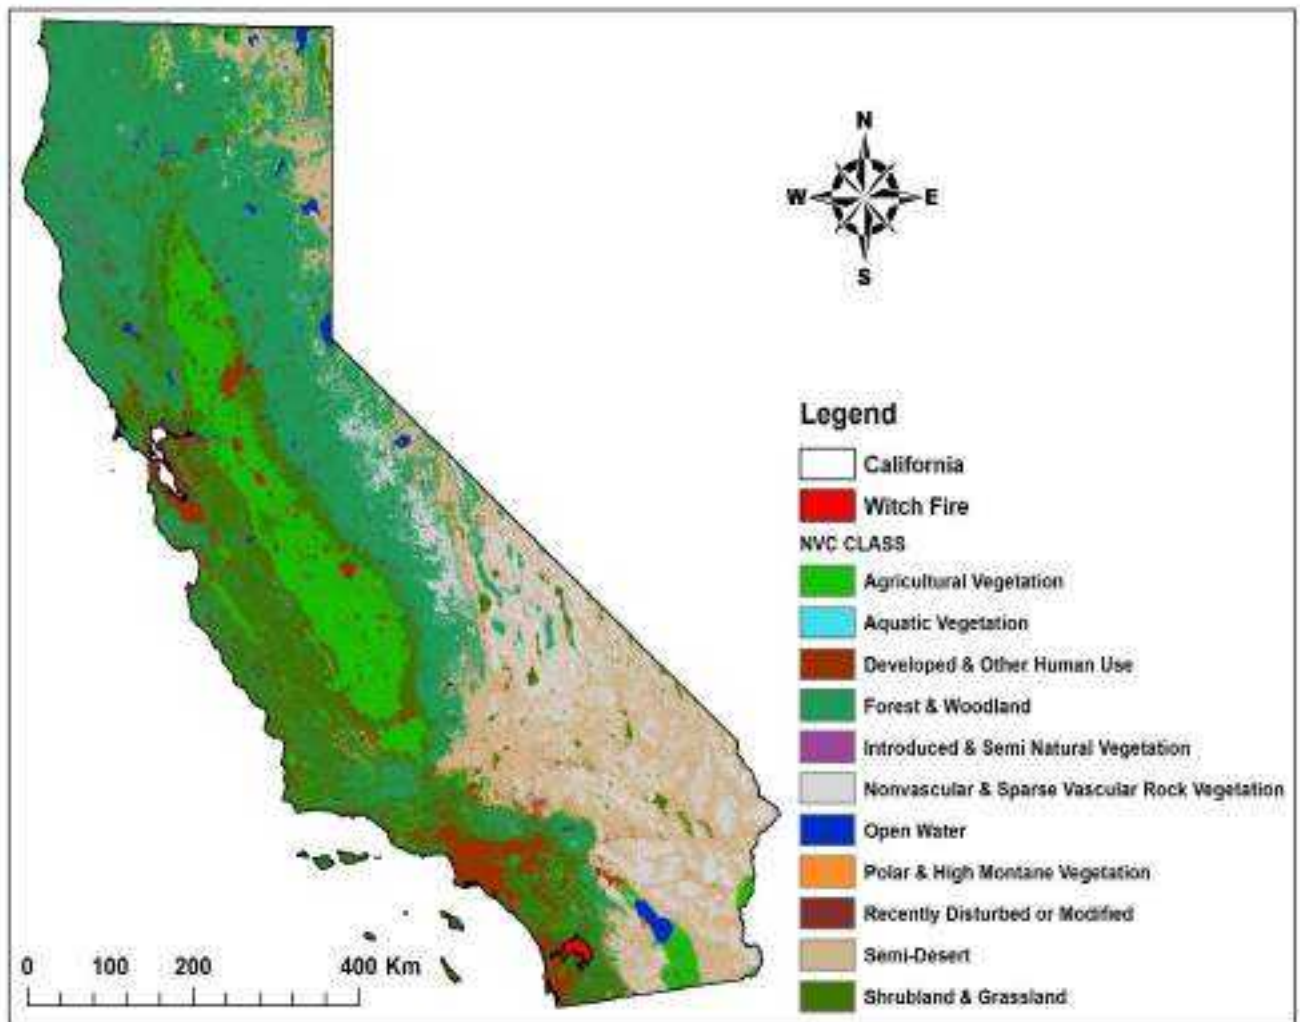 N
W E
S
Legend
California
Witch Fire
NVC CLASS
Agricultural Vegetation
Aquatic Vegetation
Developed & Other Human Use
Forest & Woodland
Introduced & Semi Natural Vegetation
Nonvascular & Sparse Vascular Rock Vegetation
Open Water
Polar & High Montane Vegetation
Recently Disturbed or Modified
Semi-Desert
Shrubland & Grassland
0 100 200 400 Km